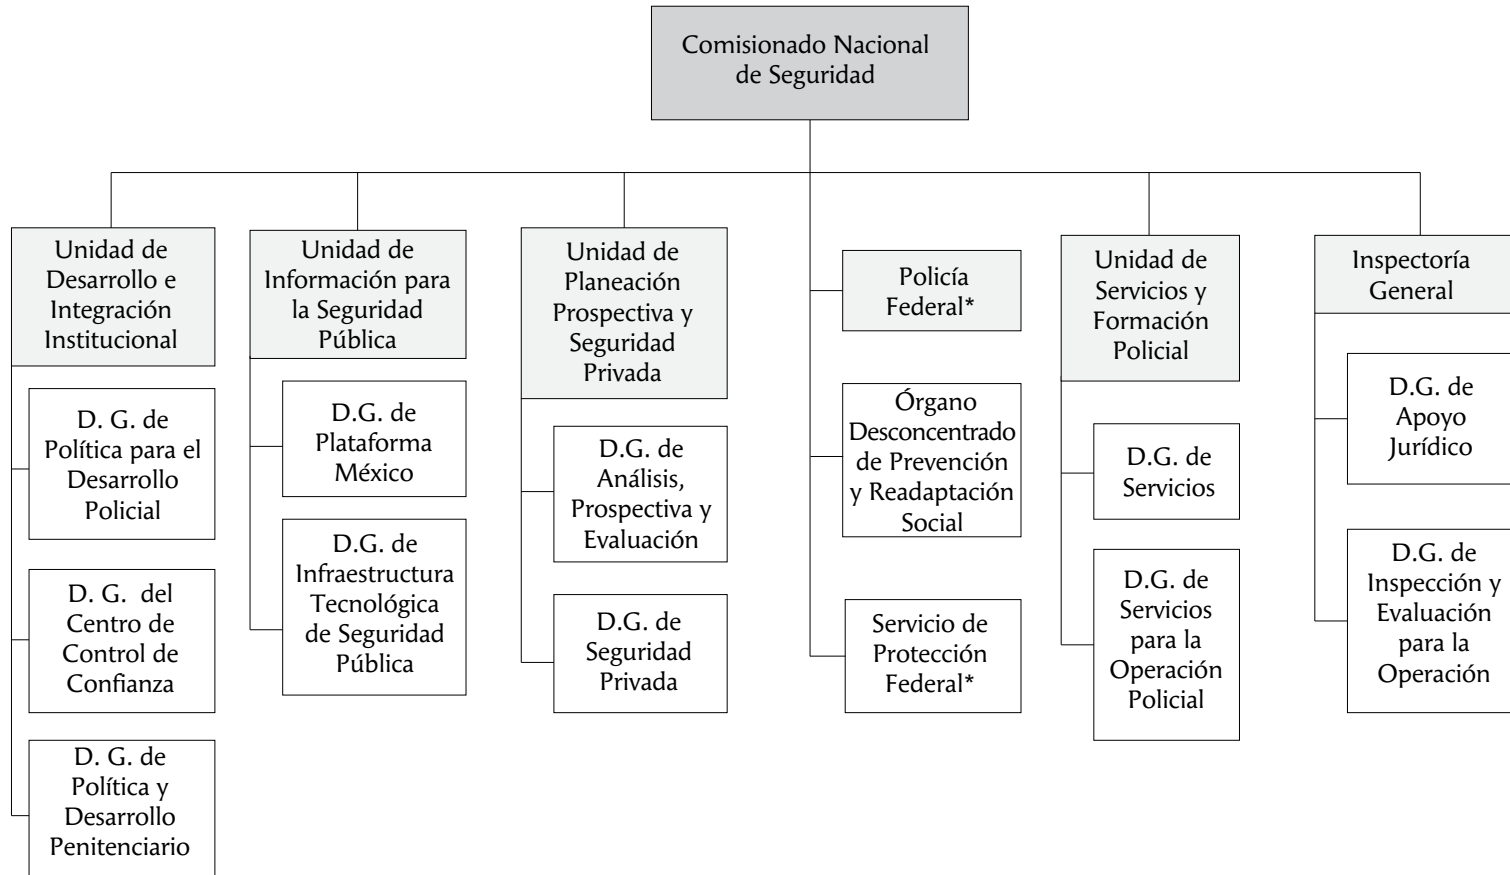 Comisionado Nacional
de Seguridad
Unidad de
Desarrollo e
Integración
Institucional
D. G. de
Política para el
Desarrollo
Policial
D. G. del
Centro de
Control de
Confianza
D. G. de
Política y
Desarrollo
Penitenciario
Unidad de
Información para
la Seguridad
Pública
D.G. de
Plataforma
México
D.G. de
Infraestructura
Tecnológica
de Seguridad
Pública
Unidad de
Planeación
Prospectiva y
Seguridad
Privada
D.G. de
Análisis,
Prospectiva y
Evaluación
D.G. de
Seguridad
Privada
Policía
Federal*
Órgano
Desconcentrado
de Prevención
y Readaptación
Social
Servicio de
Protección
Federal*
Unidad de
Servicios y
Formación
Policial
D.G. de
Servicios
D.G. de
Servicios
para la
Operación
Policial
Inspectoría
General
D.G. de
Apoyo
Jurídico
D.G. de
Inspección y
Evaluación
para la
Operación